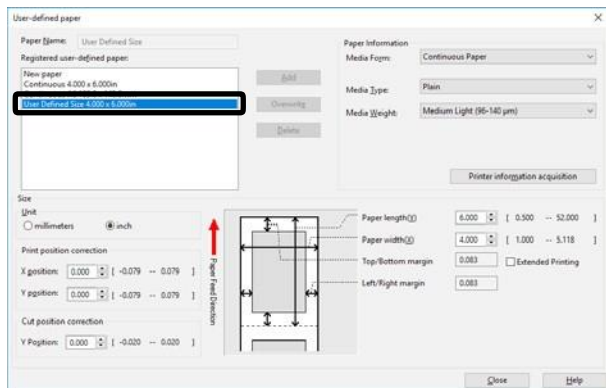 User-defined paper
Paper Name: User Defined Size
Registered user-defined paper:
New paper
Continuous 4.000 x 6.000in
User Defined Size 4.000 x 6.000in
Add
Overwrite
Delete
Paper Information
Media Form: Continuous Paper
Media Type: Plain
Media Weight: Medium Light (96-140 μm)
Printer information acquisition
Size
Unit
millimeters inch
Print position correction
X position: 0.000 [ -0.079 -- 0.079 ]
Y position: 0.000 [ -0.079 -- 0.079 ]
Cut position correction
Y Position: 0.000 [ -0.020 -- 0.020 ]
Paper Feed Direction
Paper length(Y) 6.000 [ 0.500 -- 52.000 ]
Paper width(X) 4.000 [ 1.000 -- 5.118 ]
Top/Bottom margin 0.083 Extended Printing
Left/Right margin 0.083
Close Help